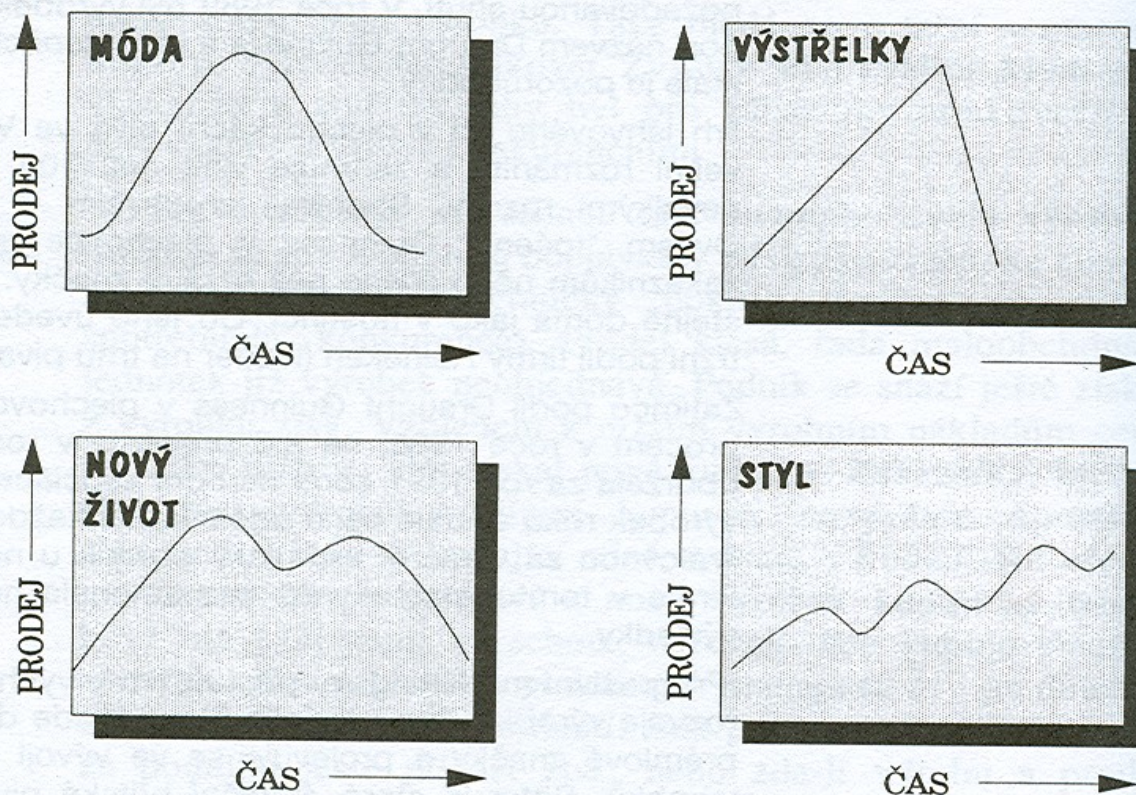 MÓDA
PRODEJ
ČAS
VÝSTŘELKY
PRODEJ
ČAS
NOVÝ
ŽIVOT
PRODEJ
ČAS
STYL
PRODEJ
ČAS